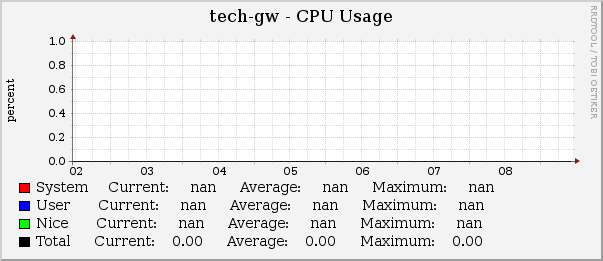 tech-gw - CPU Usage
RRDTOOL / TOBI OETIKER
percent
1.0
0.8
0.6
0.4
0.2
0.0
02 03 04 05 06 07 08
System Current: nan Average: nan Maximum: nan
User Current: nan Average: nan Maximum: nan
Nice Current: nan Average: nan Maximum: nan
Total Current: 0.00 Average: 0.00 Maximum: 0.00